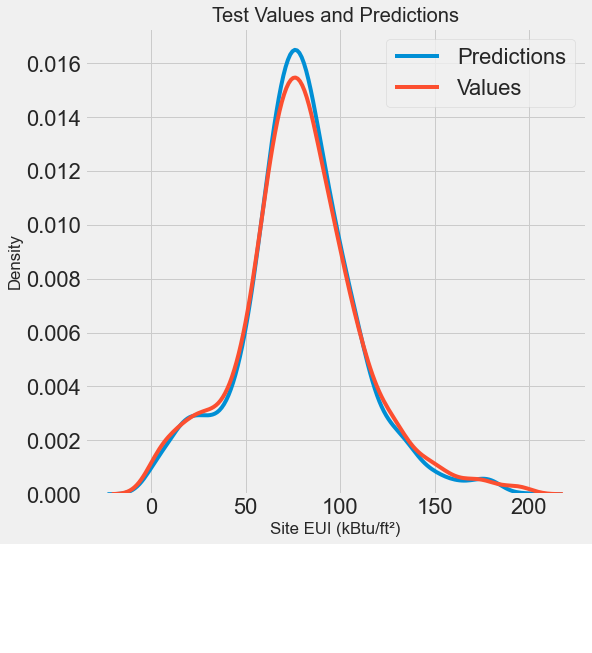 Test Values and Predictions
Predictions
Values
0.016
0.014
0.012
0.010
0.008
0.006
0.004
0.002
0.000
Density
0 50 100 150 200
Site EUI (kBtu/ft²)